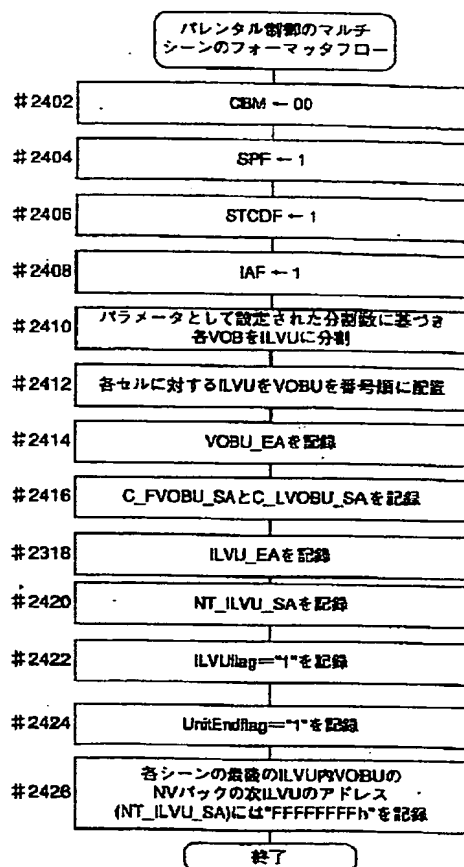 パレンタル制御のマルチ
シーンのフォーマッタフロー
#2402
CBM ← 00
#2404
SPF ← 1
#2406
STCDF ← 1
#2408
IAF ← 1
#2410
パラメータとして設定された分割数に基づき
各VOBをILVUに分割
#2412
各セルに対するILVUをVOBUを番号順に配置
#2414
VOBU_EAを記録
#2416
C_FVOBU_SAとC_LVOBU_SAを記録
#2318
ILVU_EAを記録
#2420
NT_ILVU_SAを記録
#2422
ILVUflag="1"を記録
#2424
UnitEndflag="1"を記録
#2426
各シーンの最後のILVU内VOBUの
NVパックの次ILVUのアドレス
(NT_ILVU_SA)には"FFFFFFFFh"を記録
終了